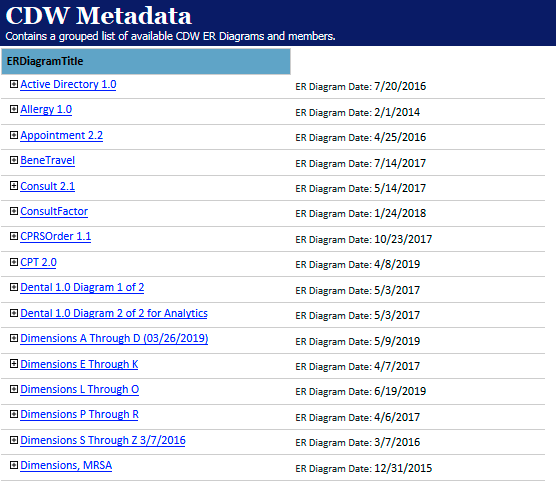 CDW Metadata
Contains a grouped list of available CDW ER Diagrams and members.
ERDiagramTitle
Active Directory 1.0 ER Diagram Date: 7/20/2016
Allergy 1.0 ER Diagram Date: 2/1/2014
Appointment 2.2 ER Diagram Date: 4/25/2016
BeneTravel ER Diagram Date: 7/14/2017
Consult 2.1 ER Diagram Date: 5/14/2017
ConsultFactor ER Diagram Date: 1/24/2018
CPRSOrder 1.1 ER Diagram Date: 10/23/2017
CPT 2.0 ER Diagram Date: 4/8/2019
Dental 1.0 Diagram 1 of 2 ER Diagram Date: 5/3/2017
Dental 1.0 Diagram 2 of 2 for Analytics ER Diagram Date: 5/3/2017
Dimensions A Through D (03/26/2019) ER Diagram Date: 5/9/2019
Dimensions E Through K ER Diagram Date: 4/7/2017
Dimensions L Through O ER Diagram Date: 6/19/2019
Dimensions P Through R ER Diagram Date: 4/6/2017
Dimensions S Through Z 3/7/2016 ER Diagram Date: 3/7/2016
Dimensions, MRSA ER Diagram Date: 12/31/2015